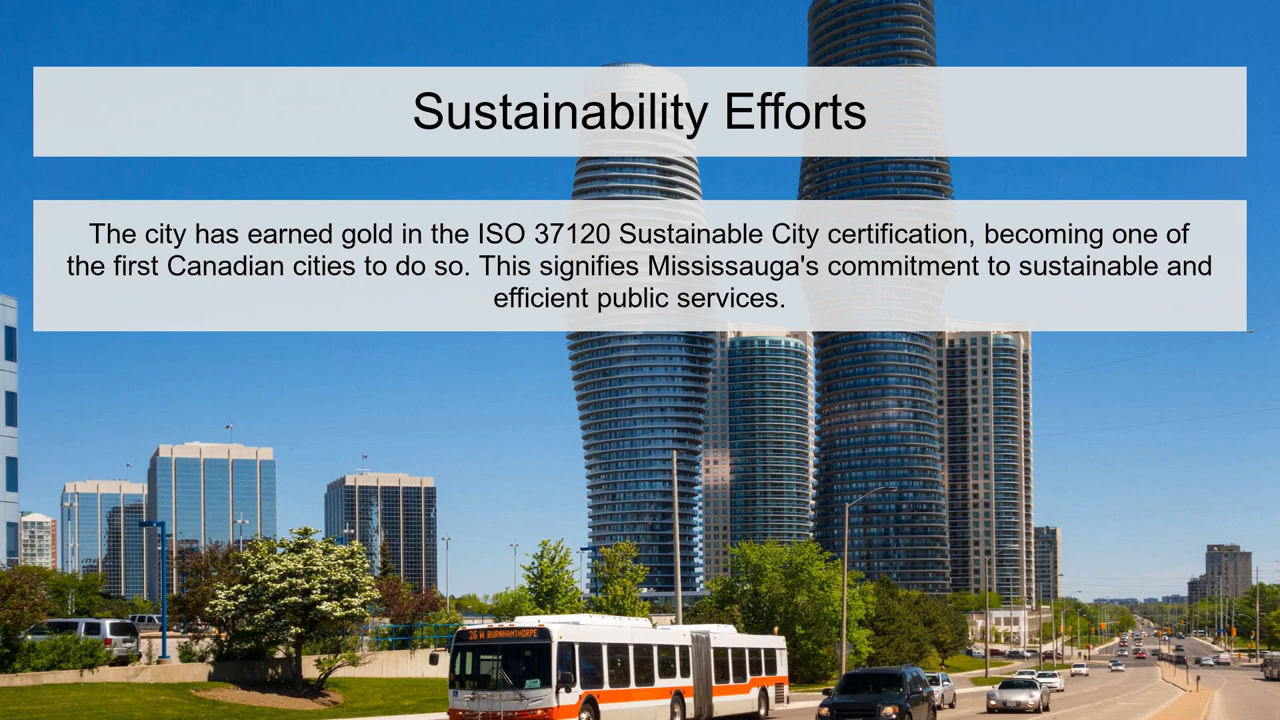 Sustainability Efforts
The city has earned gold in the ISO 37120 Sustainable City certification, becoming one of
the first Canadian cities to do so. This signifies Mississauga's commitment to sustainable and
efficient public services.
26 W BURNHAMTHORPE